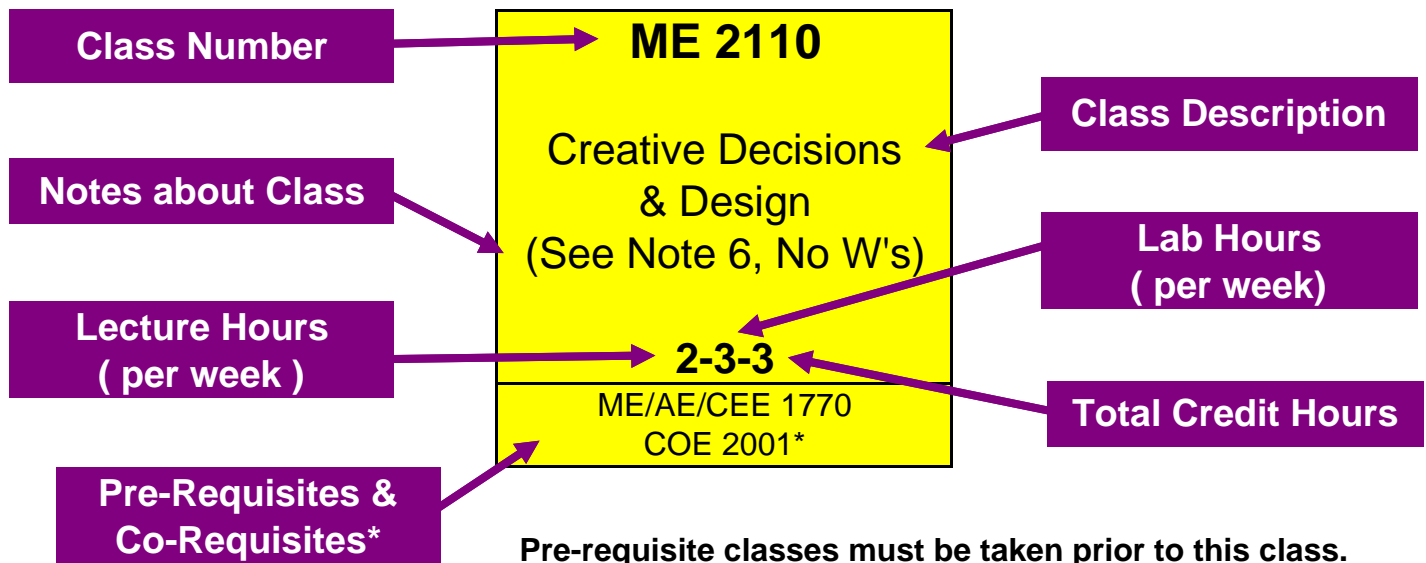 Class Number
ME 2110
Class Description
Creative Decisions
& Design
(See Note 6, No W's)
Notes about Class
Lab Hours
( per week)
Lecture Hours
( per week )
2-3-3
Total Credit Hours
ME/AE/CEE 1770
COE 2001*
Pre-Requisites &
Co-Requisites*
Pre-requisite classes must be taken prior to this class.